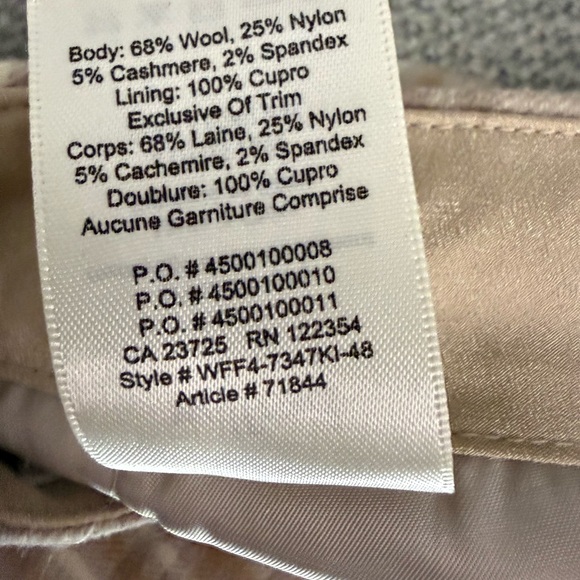 Body: 68% Wool, 25% Nylon
5% Cashmere, 2% Spandex
Lining: 100% Cupro
Exclusive Of Trim
Corps: 68% Laine, 25% Nylon
5% Cachemire, 2% Spandex
Doublure: 100% Cupro
Aucune Garniture Comprise
P.O. # 4500100008
P.O. # 4500100010
P.O. # 4500100011
CA 23725 RN 122354
Style # WFF4-7347KI-48
Article # 71844